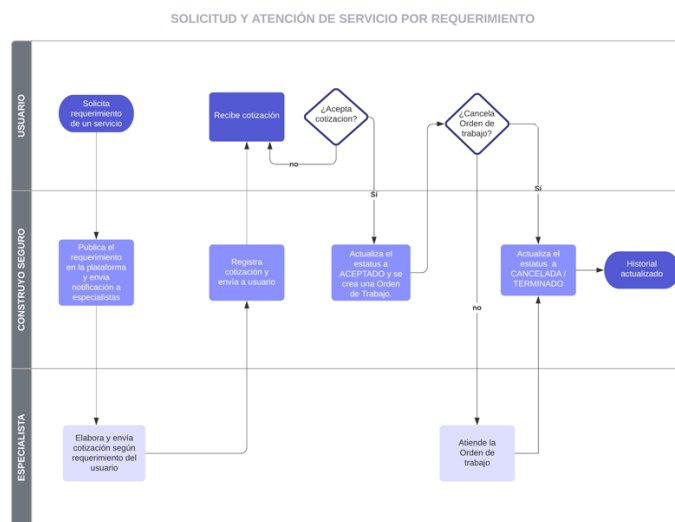 SOLICITUD Y ATENCIÓN DE SERVICIO POR REQUERIMIENTO
USUARIO
Solicita
requerimiento
de un servicio
Recibe cotización
¿Acepta
cotizacion?
¿Cancela
Orden de
trabajo?
no
Sí
Sí
CONSTRUYO SEGURO
Publica el
requerimiento
en la plataforma
y envia
notificación a
especialistas
Registra
cotización y
envía a usuario
Actualiza el
estatus a
ACEPTADO y se
crea una Orden
de Trabajo.
Actualiza el
estatus a
CANCELADA /
TERMINADO
Historial
actualizado
no
ESPECIALISTA
Elabora y envía
cotización según
requerimiento del
usuario
Atiende la
Orden de
trabajo